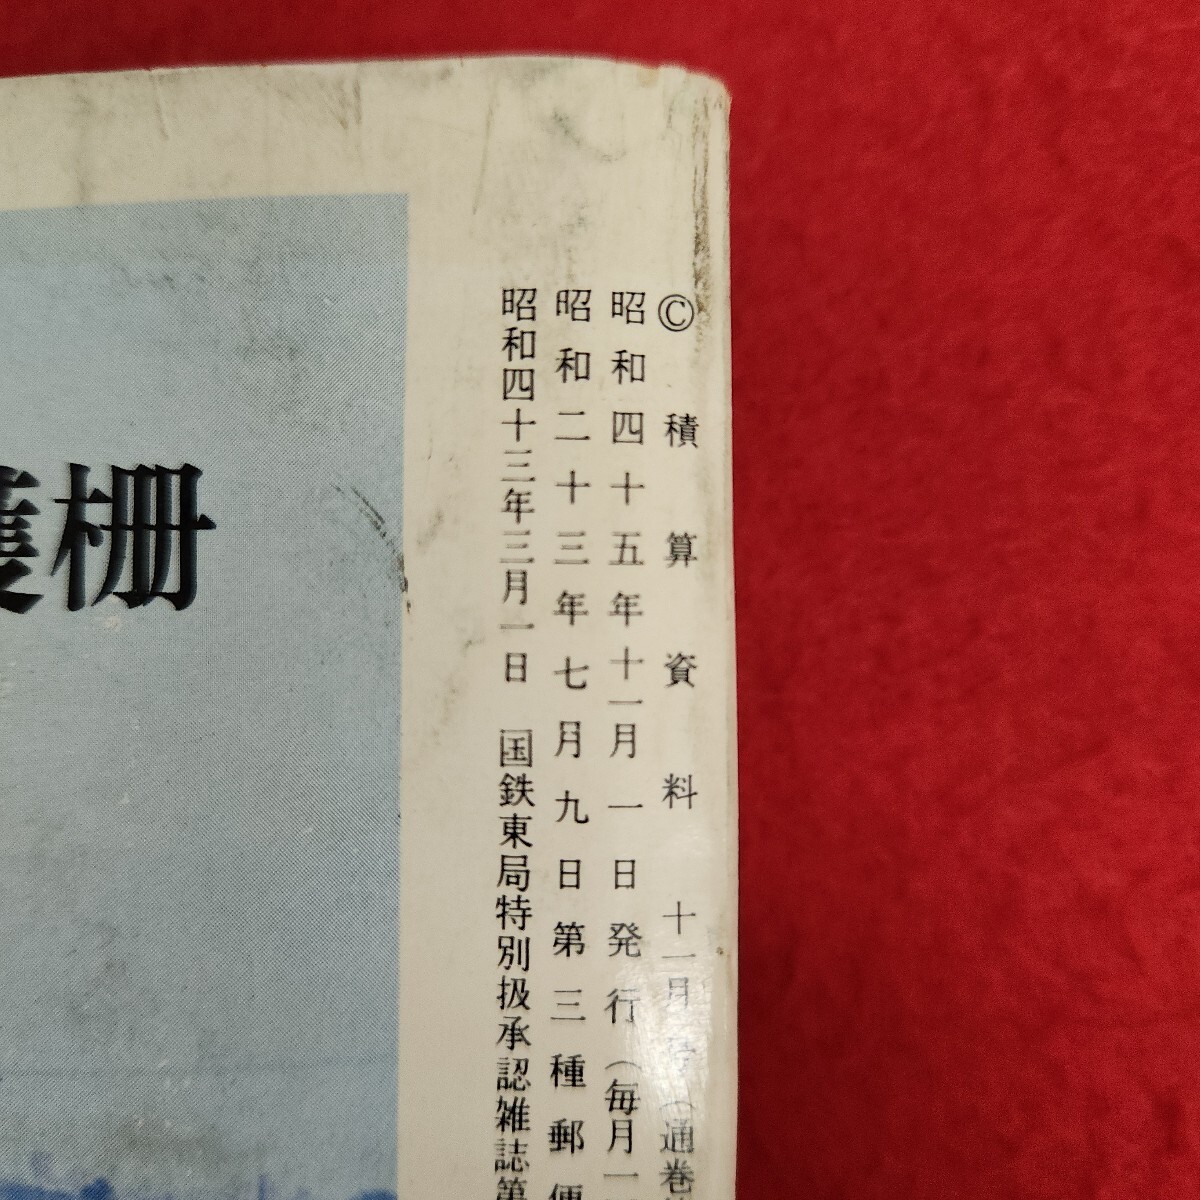 ©積算資料 十一月号(通巻
昭和四十五年十一月一日発行(毎月一
昭和二十三年七月九日第三種郵便
昭和四十三年三月一日 国鉄東局特別扱承認雑誌第
護柵